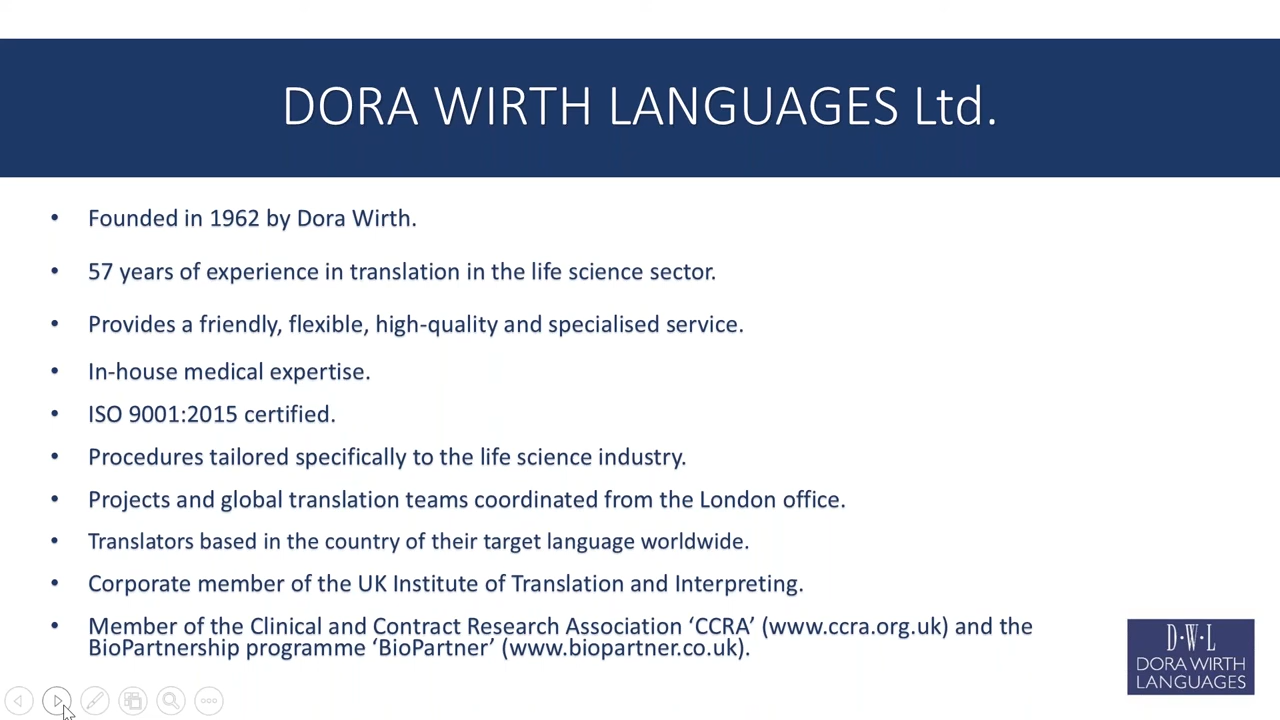 DORA WIRTH LANGUAGES Ltd.
• Founded in 1962 by Dora Wirth.
• 57 years of experience in translation in the life science sector.
• Provides a friendly, flexible, high-quality and specialised service.
• In-house medical expertise.
• ISO 9001:2015 certified.
• Procedures tailored specifically to the life science industry.
• Projects and global translation teams coordinated from the London office.
• Translators based in the country of their target language worldwide.
• Corporate member of the UK Institute of Translation and Interpreting.
• Member of the Clinical and Contract Research Association ‘CCRA’ (www.ccra.org.uk) and the
BioPartnership programme ‘BioPartner’ (www.biopartner.co.uk).
D·W·L
DORA WIRTH
LANGUAGES